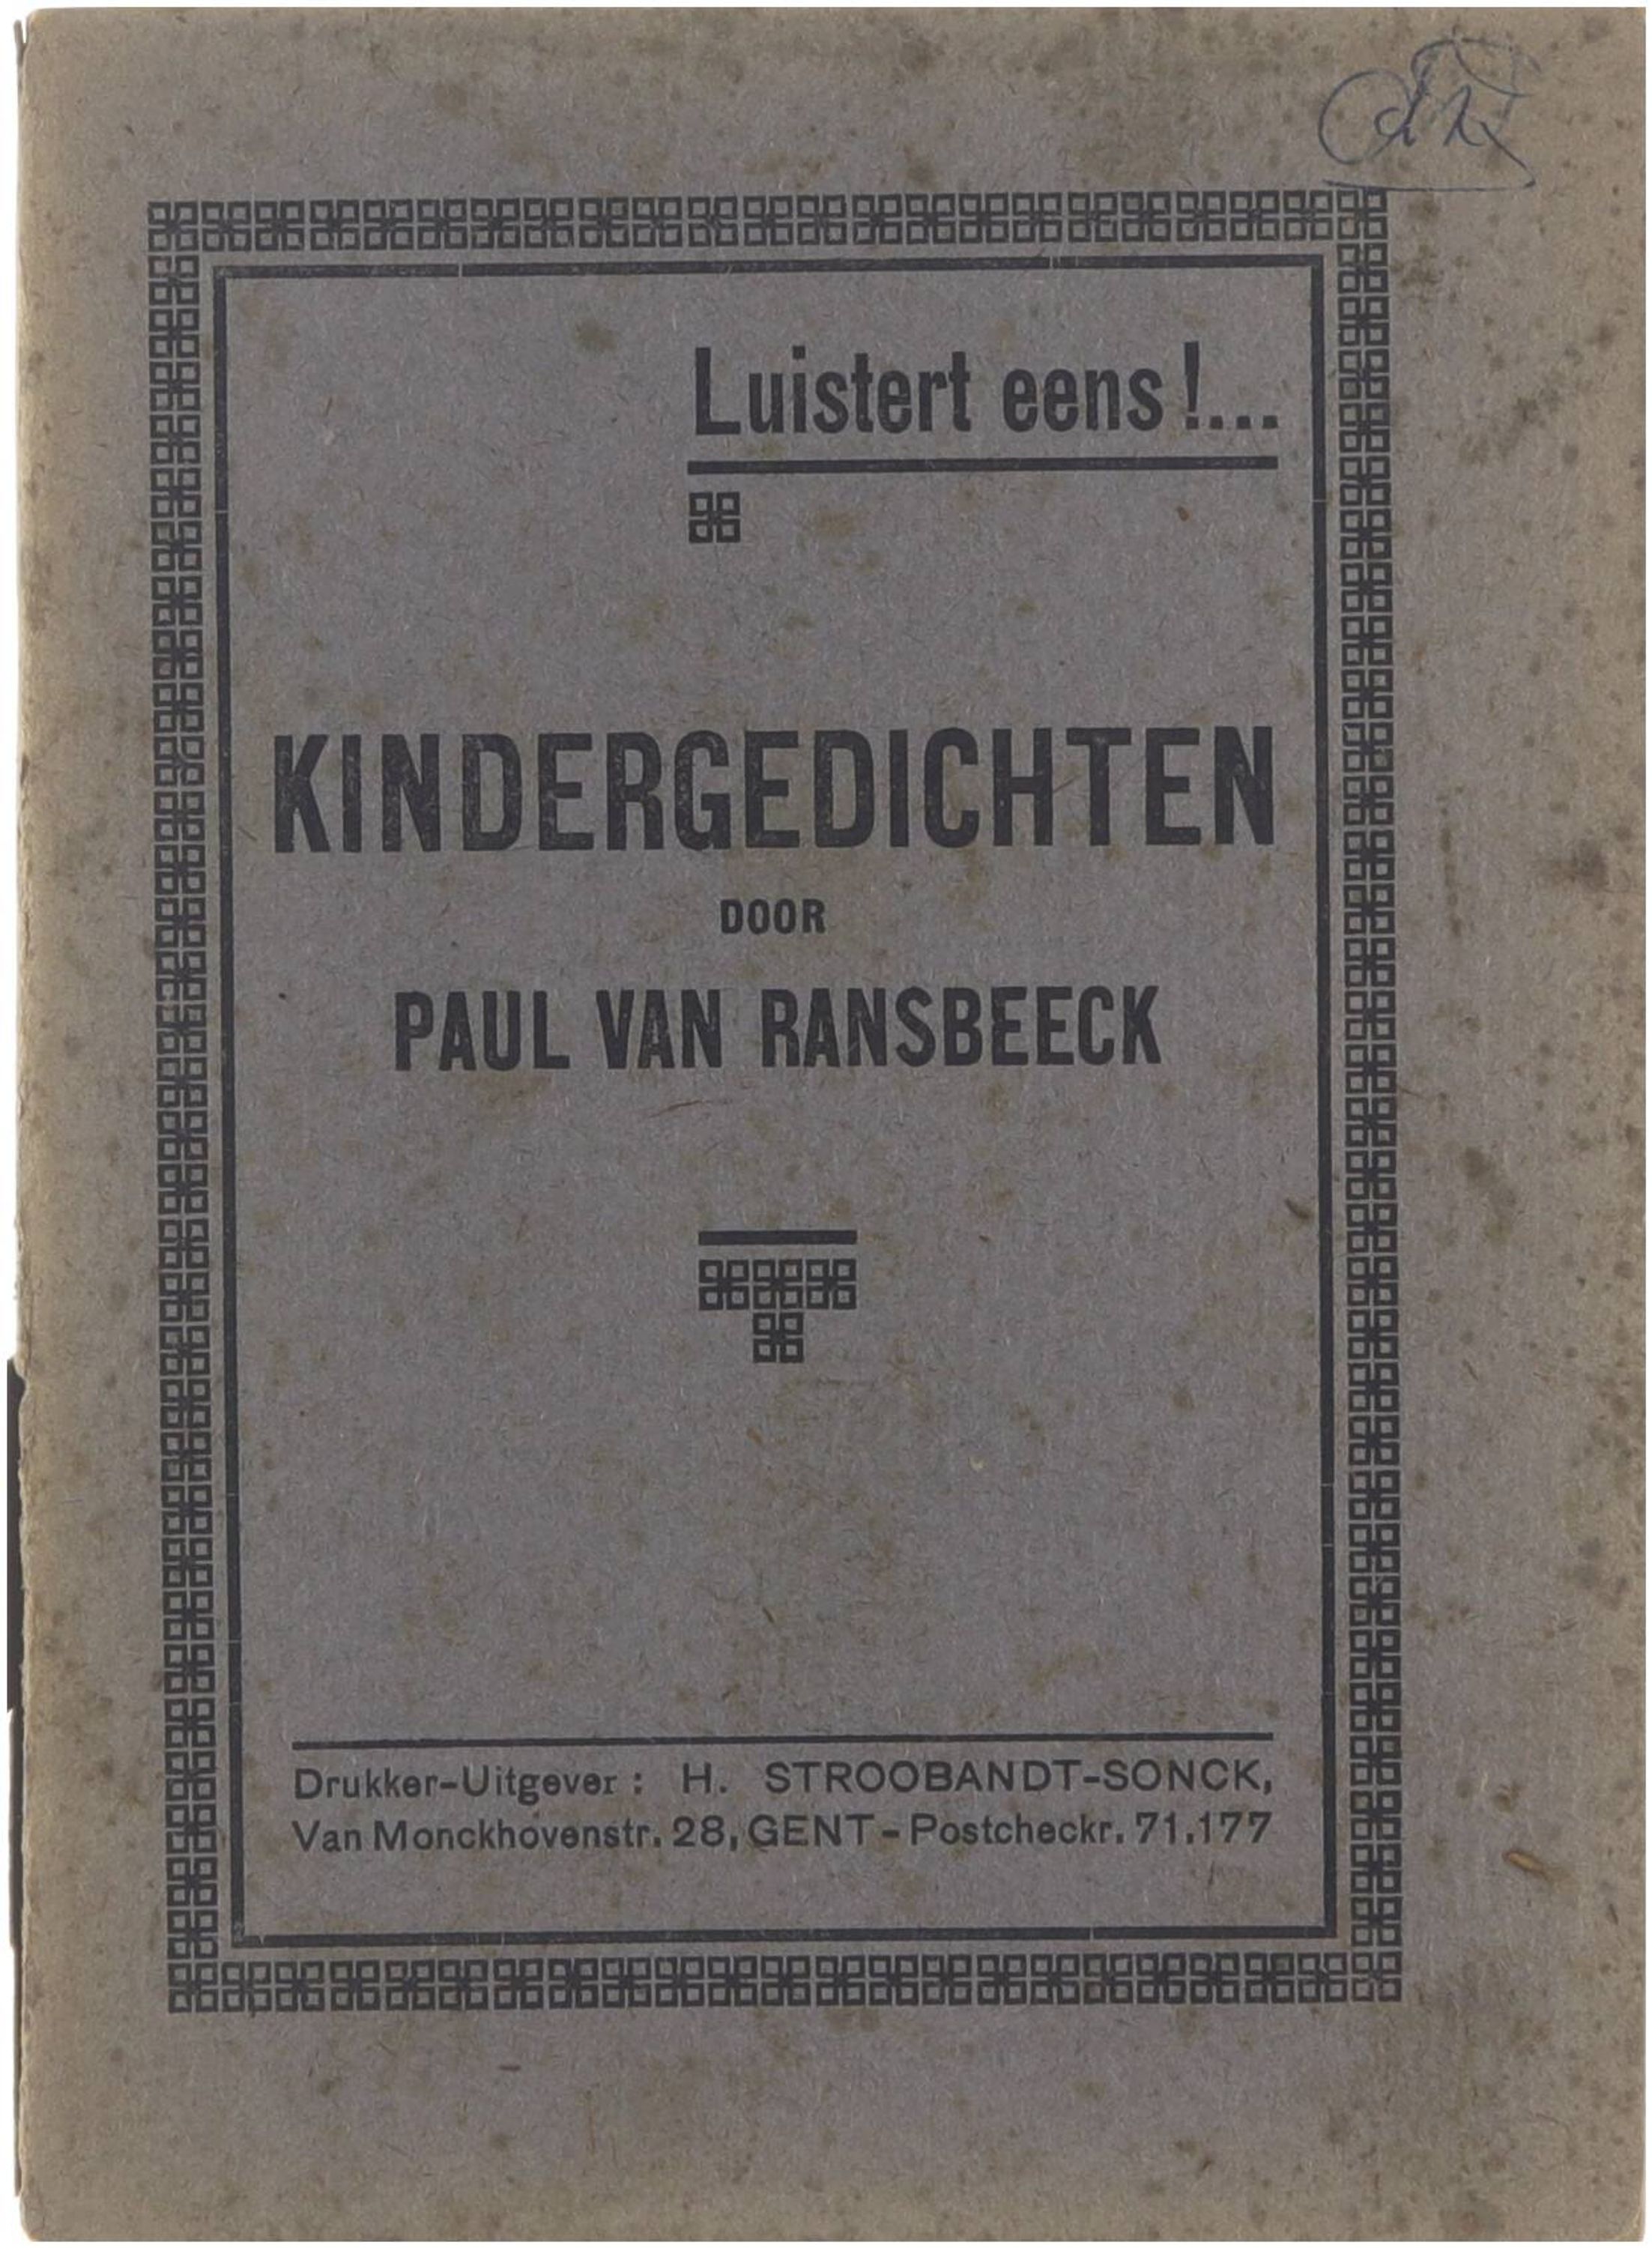 Luistert eens!...
KINDERGEDICHTEN
DOOR
PAUL VAN RANSBEECK
Drukker-Uitgever : H. STROOBANDT-SONCK,
Van Monckhovenstr. 28, GENT - Postcheckr. 71.177